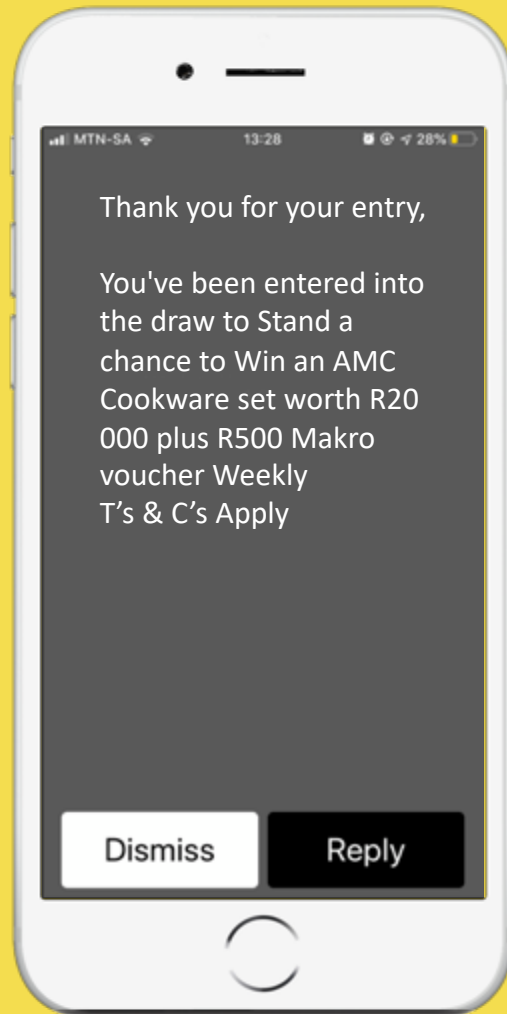 MTN-SA 13:28 28%
Thank you for your entry,
You've been entered into
the draw to Stand a
chance to Win an AMC
Cookware set worth R20
000 plus R500 Makro
voucher Weekly
T's & C’s Apply
Dismiss Reply